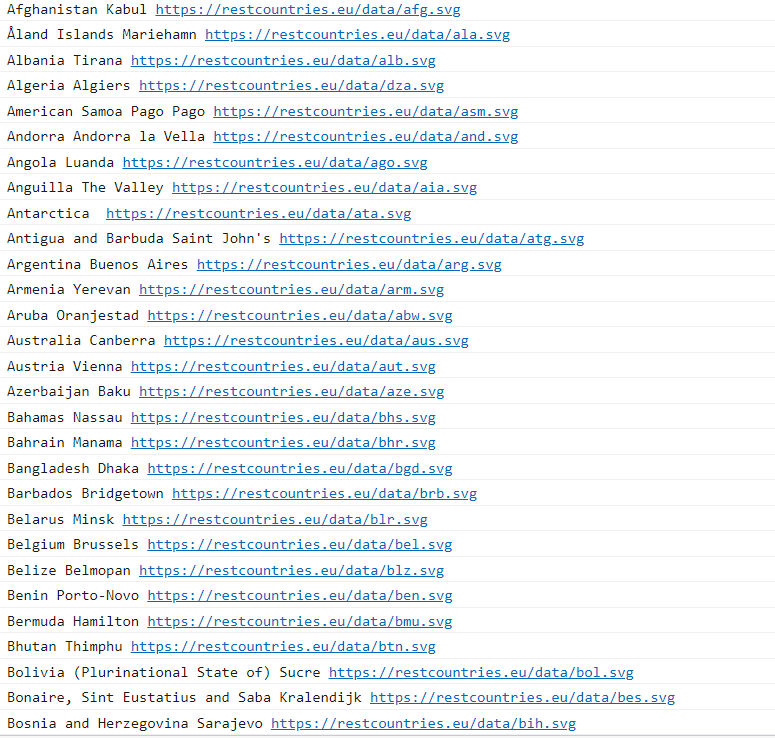 Afghanistan Kabul https://restcountries.eu/data/afg.svg
Åland Islands Mariehamn https://restcountries.eu/data/ala.svg
Albania Tirana https://restcountries.eu/data/alb.svg
Algeria Algiers https://restcountries.eu/data/dza.svg
American Samoa Pago Pago https://restcountries.eu/data/asm.svg
Andorra Andorra la Vella https://restcountries.eu/data/and.svg
Angola Luanda https://restcountries.eu/data/ago.svg
Anguilla The Valley https://restcountries.eu/data/aia.svg
Antarctica  https://restcountries.eu/data/ata.svg
Antigua and Barbuda Saint John's https://restcountries.eu/data/atg.svg
Argentina Buenos Aires https://restcountries.eu/data/arg.svg
Armenia Yerevan https://restcountries.eu/data/arm.svg
Aruba Oranjestad https://restcountries.eu/data/abw.svg
Australia Canberra https://restcountries.eu/data/aus.svg
Austria Vienna https://restcountries.eu/data/aut.svg
Azerbaijan Baku https://restcountries.eu/data/aze.svg
Bahamas Nassau https://restcountries.eu/data/bhs.svg
Bahrain Manama https://restcountries.eu/data/bhr.svg
Bangladesh Dhaka https://restcountries.eu/data/bgd.svg
Barbados Bridgetown https://restcountries.eu/data/brb.svg
Belarus Minsk https://restcountries.eu/data/blr.svg
Belgium Brussels https://restcountries.eu/data/bel.svg
Belize Belmopan https://restcountries.eu/data/blz.svg
Benin Porto-Novo https://restcountries.eu/data/ben.svg
Bermuda Hamilton https://restcountries.eu/data/bmu.svg
Bhutan Thimphu https://restcountries.eu/data/btn.svg
Bolivia (Plurinational State of) Sucre https://restcountries.eu/data/bol.svg
Bonaire, Sint Eustatius and Saba Kralendijk https://restcountries.eu/data/bes.svg
Bosnia and Herzegovina Sarajevo https://restcountries.eu/data/bih.svg